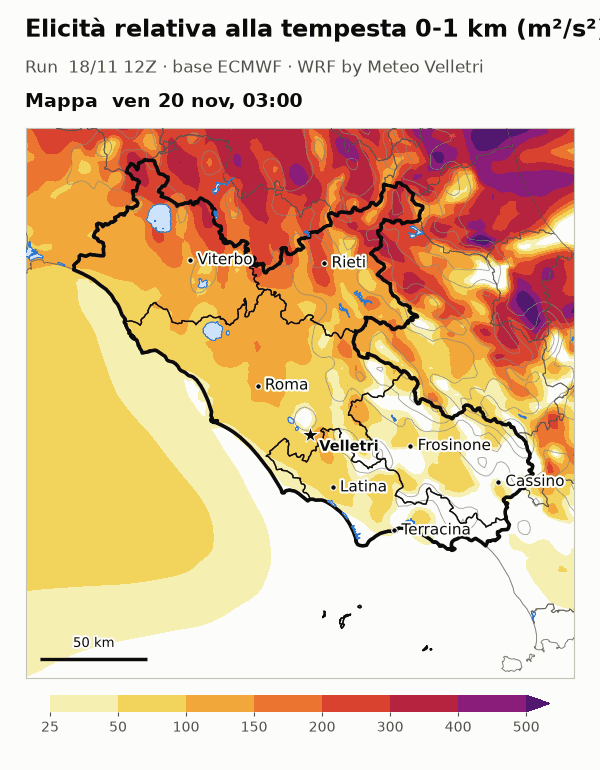 Elicità relativa alla tempesta 0-1 km (m²/s²)
Run  18/11 12Z · base ECMWF · WRF by Meteo Velletri
Mappa  ven 20 nov, 03:00
Viterbo
Rieti
Roma
Velletri
Frosinone
Latina
Cassino
Terracina
50 km
25 50 100 150 200 300 400 500